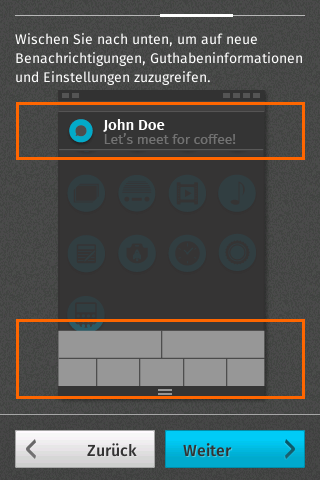 Wischen Sie nach unten, um auf neue
Benachrichtigungen, Guthabeninformationen
und Einstellungen zuzugreifen.
John Doe
Let's meet for coffee!
Zurück
Weiter